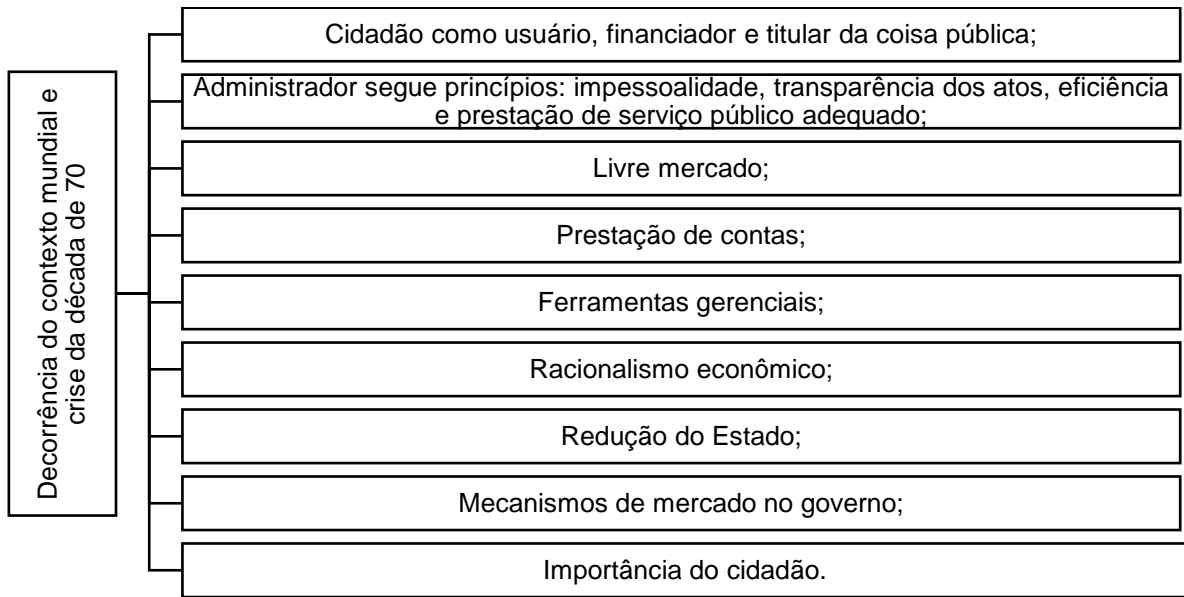 Decorrência do contexto mundial e
crise da década de 70
Cidadão como usuário, financiador e titular da coisa pública;
Administrador segue princípios: impessoalidade, transparência dos atos, eficiência
e prestação de serviço público adequado;
Livre mercado;
Prestação de contas;
Ferramentas gerenciais;
Racionalismo econômico;
Redução do Estado;
Mecanismos de mercado no governo;
Importância do cidadão.